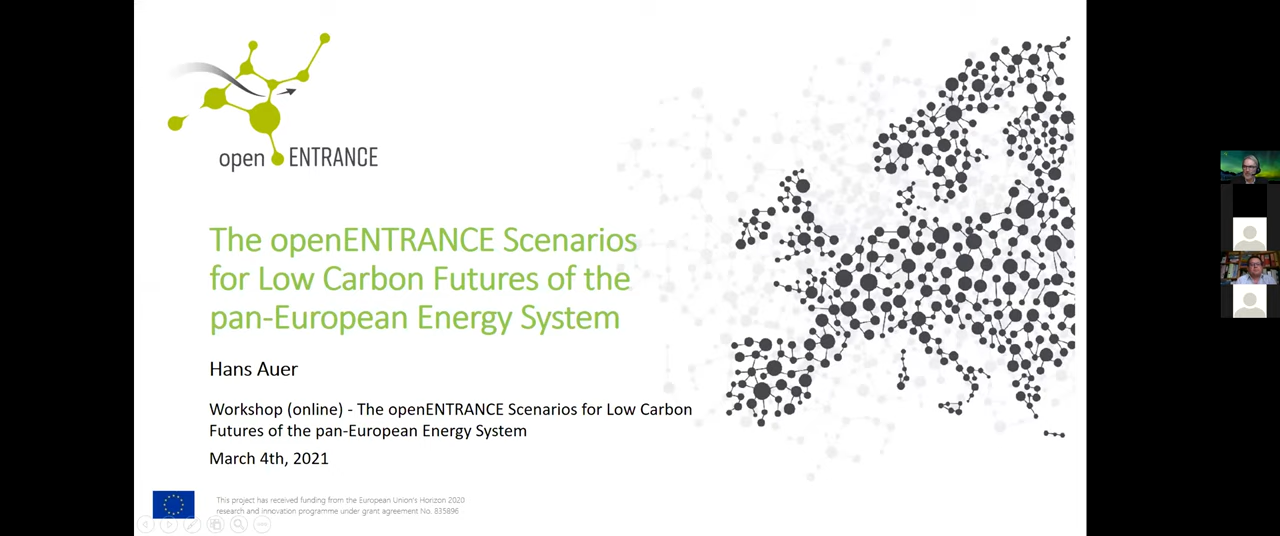 open ENTRANCE
The openENTRANCE Scenarios
for Low Carbon Futures of the
pan-European Energy System
Hans Auer
Workshop (online) - The openENTRANCE Scenarios for Low Carbon
Futures of the pan-European Energy System
March 4th, 2021
This project has received funding from the European Union's Horizon 2020
research and innovation programme under grant agreement No. 835896